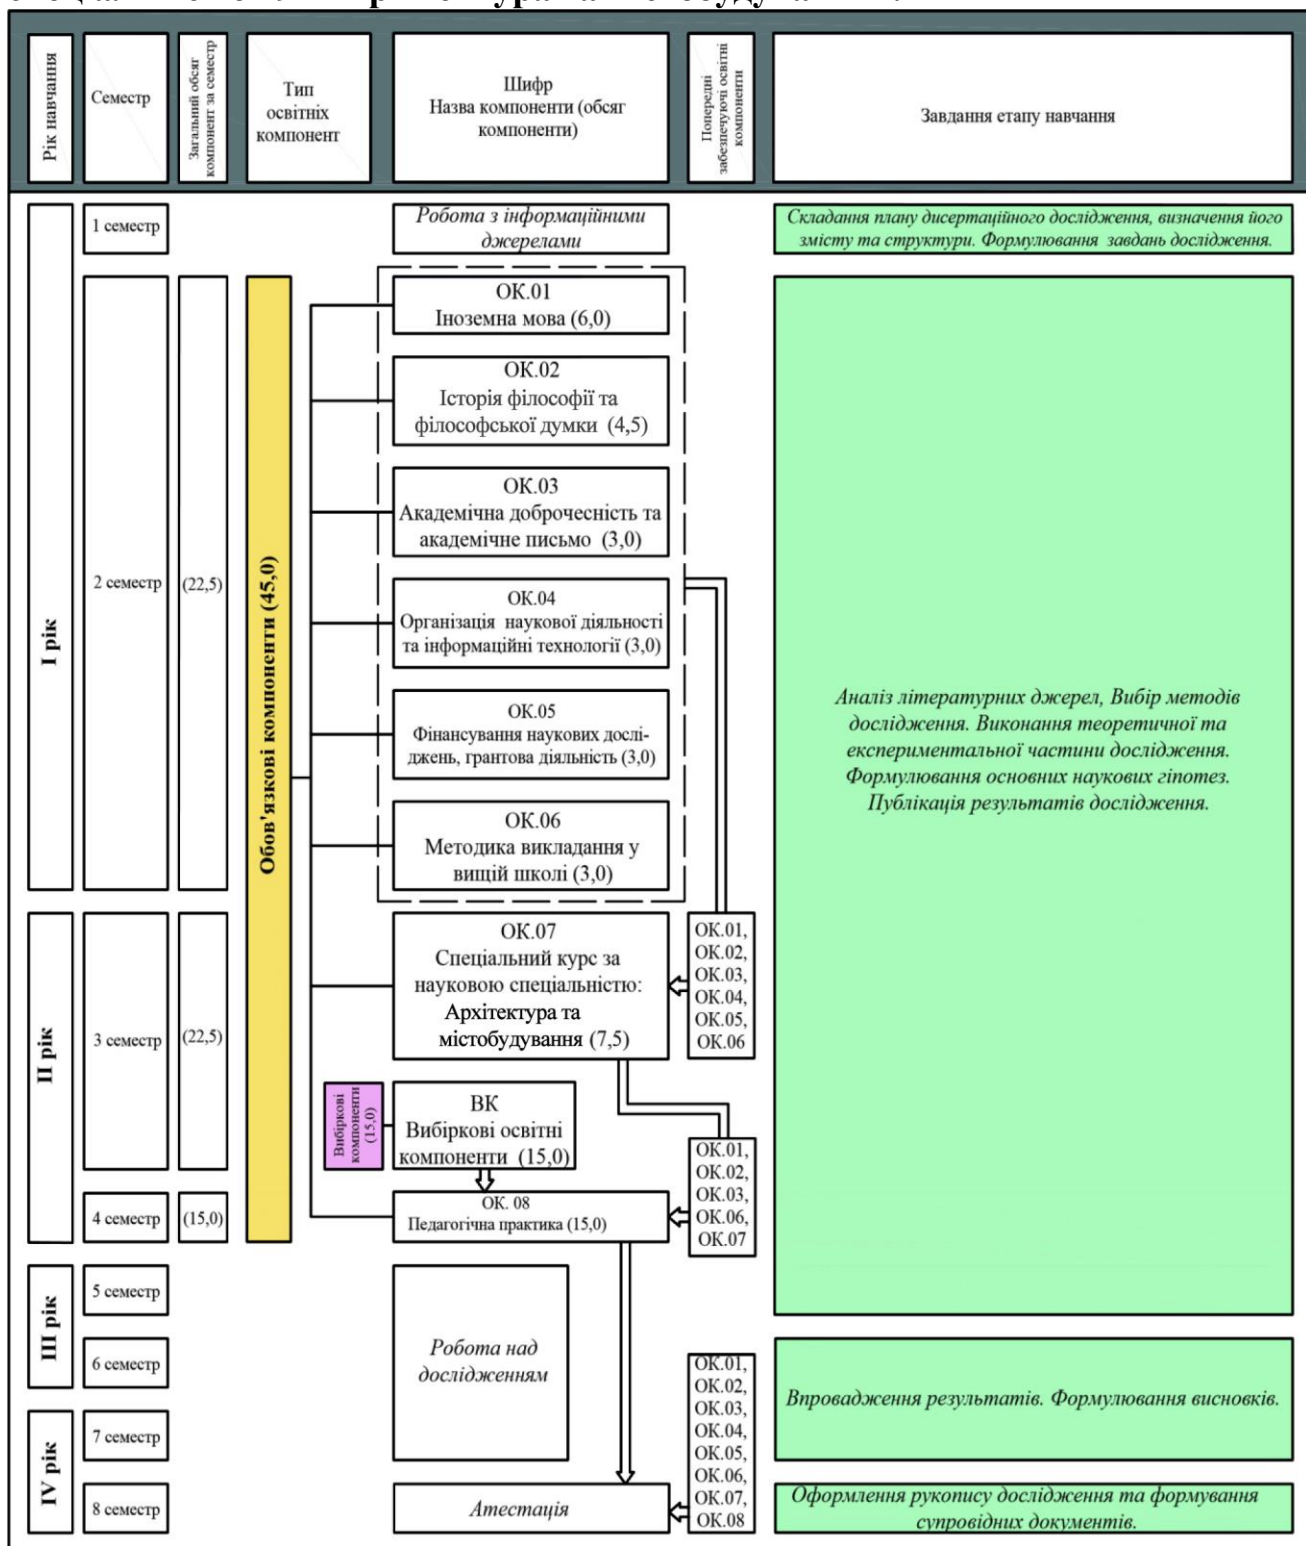 Рік навчання
Семестр
Загальний обсяг
компонент за семестр
Тип
освітніх
компонент
Шифр
Назва компоненти (обсяг
компоненти)
Попередні
забезпечуючі освітні
компоненти
Завдання етапу навчання
I рік
1 семестр
Робота з інформаційними
джерелами
Складання плану дисертаційного дослідження, визначення його
змісту та структури. Формулювання завдань дослідження.
2 семестр
(22,5)
Обов'язкові компоненти (45,0)
ОК.01
Іноземна мова (6,0)
ОК.02
Історія філософії та
філософської думки (4,5)
ОК.03
Академічна доброчесність та
академічне письмо (3,0)
ОК.04
Організація наукової діяльності
та інформаційні технології (3,0)
ОК.05
Фінансування наукових дослі-
джень, грантова діяльність (3,0)
ОК.06
Методика викладання у
вищій школі (3,0)
Аналіз літературних джерел, Вибір методів
дослідження. Виконання теоретичної та
експериментальної частини дослідження.
Формулювання основних наукових гіпотез.
Публікація результатів дослідження.
II рік
3 семестр
(22,5)
ОК.07
Спеціальний курс за
науковою спеціальністю:
Архітектура та
містобудування (7,5)
ОК.01,
ОК.02,
ОК.03,
ОК.04,
ОК.05,
ОК.06
Вибіркові
компоненти
(15,0)
ВК
Вибіркові освітні
компоненти (15,0)
4 семестр
(15,0)
ОК. 08
Педагогічна практика (15,0)
ОК.01,
ОК.02,
ОК.03,
ОК.06,
ОК.07
III рік
5 семестр
6 семестр
Робота над
дослідженням
Впровадження результатів. Формулювання висновків.
IV рік
7 семестр
8 семестр
Атестація
ОК.01,
ОК.02,
ОК.03,
ОК.04,
ОК.05,
ОК.06,
ОК.07,
ОК.08
Оформлення рукопису дослідження та формування
супровідних документів.